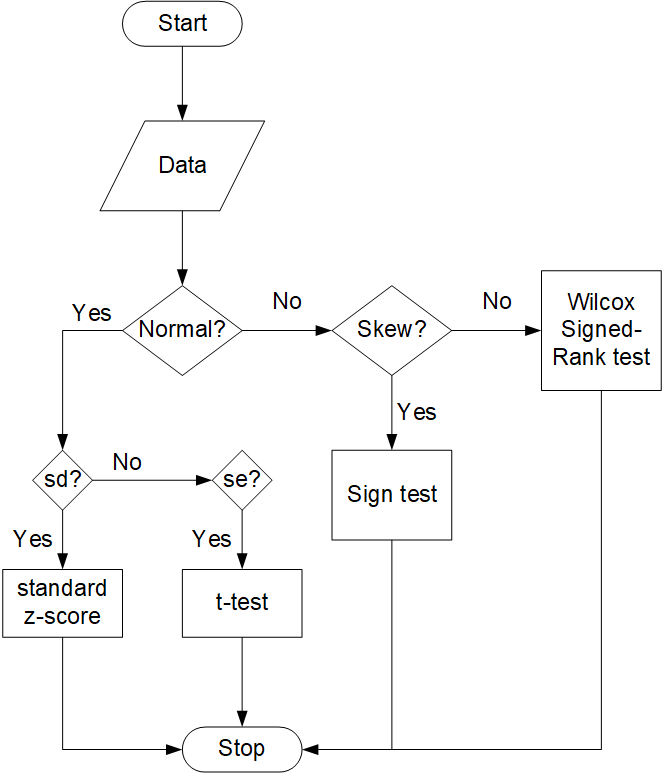 Start
Data
Yes
Normal?
No
Skew?
No
Wilcox
Signed-
Rank test
Yes
sd?
No
se?
Sign test
Yes
Yes
standard
z-score
t-test
Stop